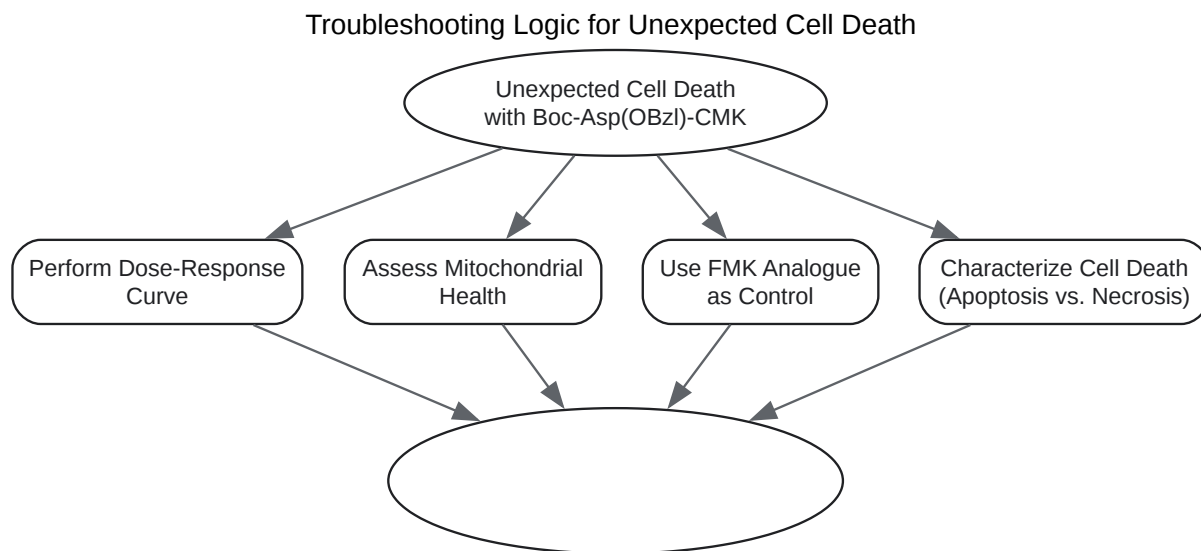 Troubleshooting Logic for Unexpected Cell Death
Unexpected Cell Death
with Boc-Asp(OBzl)-CMK
Perform Dose-Response
Curve
Assess Mitochondrial
Health
Use FMK Analogue
as Control
Characterize Cell Death
(Apoptosis vs. Necrosis)